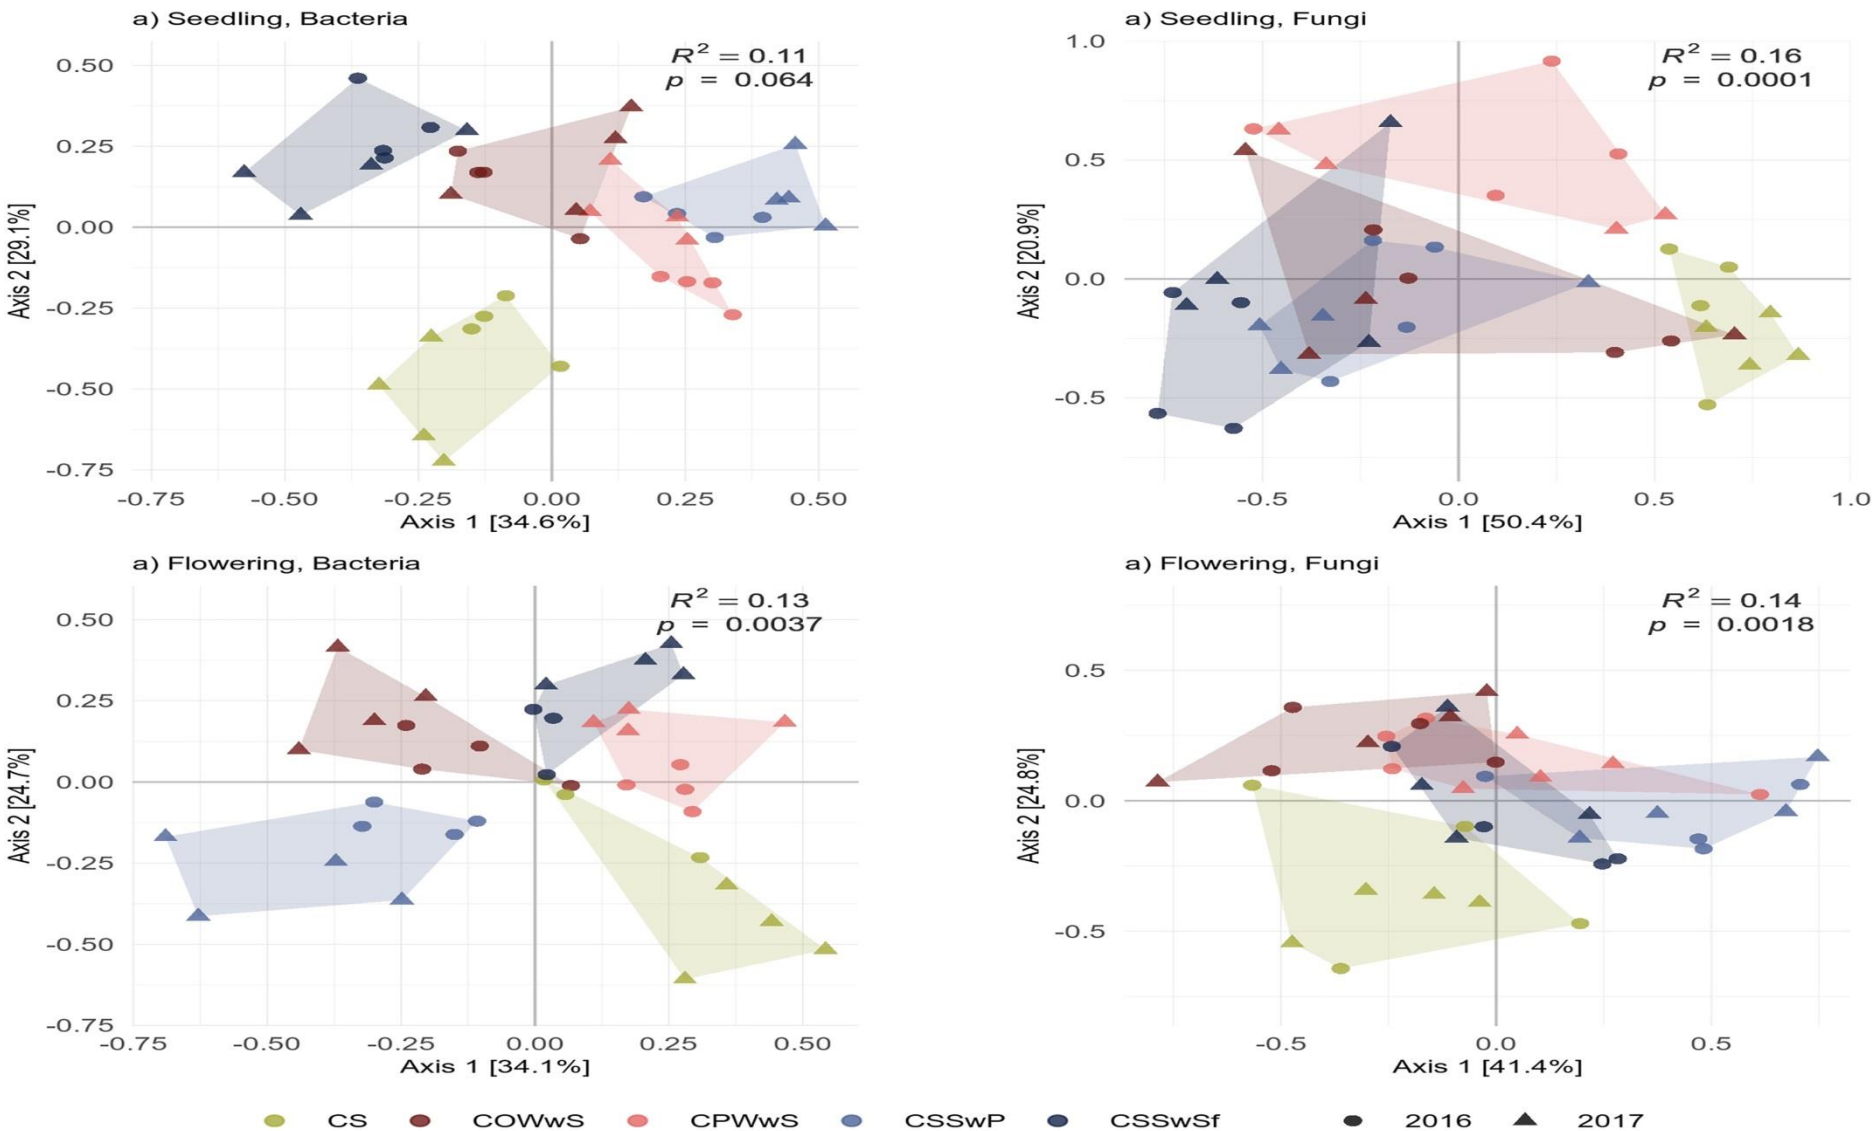 a) Seedling, Bacteria
R² = 0.11
p = 0.064
0.50
0.25
0.00
-0.25
-0.50
-0.75
Axis 2 [29.1%]
-0.75 -0.50 -0.25 0.00 0.25 0.50
Axis 1 [34.6%]
a) Seedling, Fungi
R² = 0.16
p = 0.0001
1.0
0.5
0.0
-0.5
Axis 2 [20.9%]
-0.5 0.0 0.5 1.0
Axis 1 [50.4%]
a) Flowering, Bacteria
R² = 0.13
p = 0.0037
0.50
0.25
0.00
-0.25
-0.50
-0.75
Axis 2 [24.7%]
-0.75 -0.50 -0.25 0.00 0.25 0.50
Axis 1 [34.1%]
a) Flowering, Fungi
R² = 0.14
p = 0.0018
0.5
0.0
-0.5
Axis 2 [24.8%]
-0.5 0.0 0.5
Axis 1 [41.4%]
CS COWwS CPWwS CSSwP CSSwSf 2016 2017